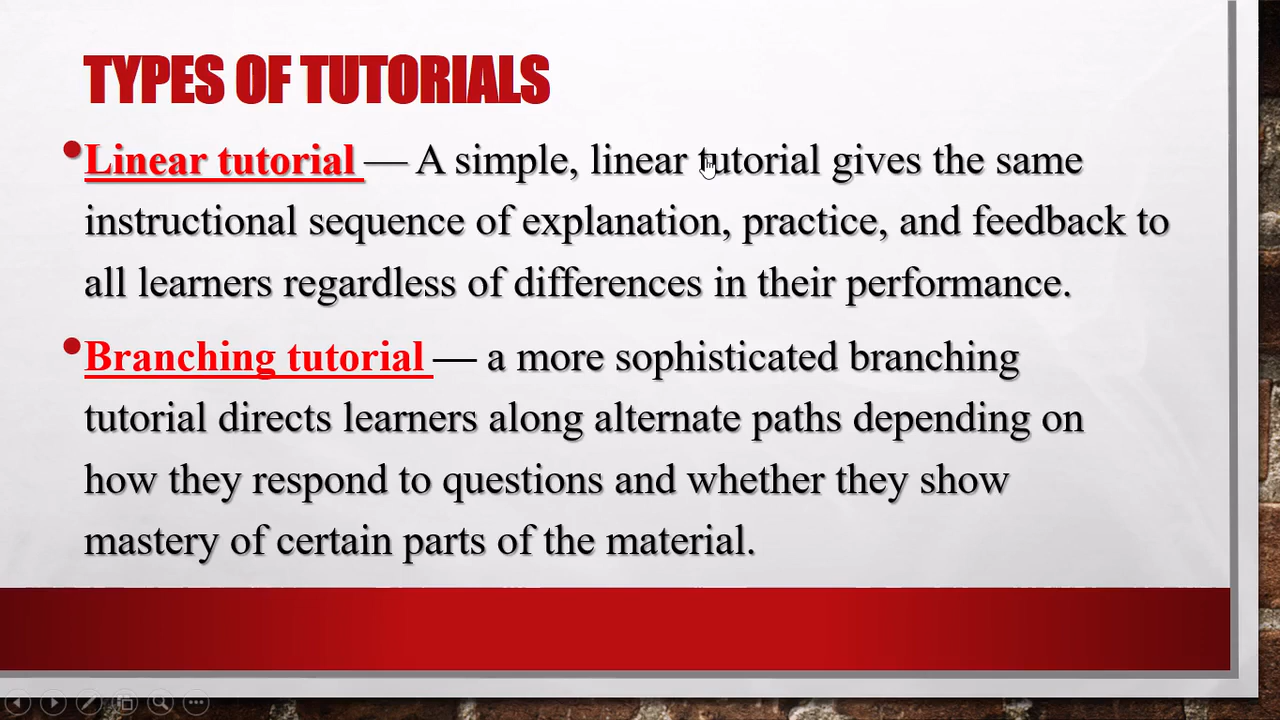 TYPES OF TUTORIALS
•Linear tutorial — A simple, linear tutorial gives the same
instructional sequence of explanation, practice, and feedback to
all learners regardless of differences in their performance.
•Branching tutorial — a more sophisticated branching
tutorial directs learners along alternate paths depending on
how they respond to questions and whether they show
mastery of certain parts of the material.